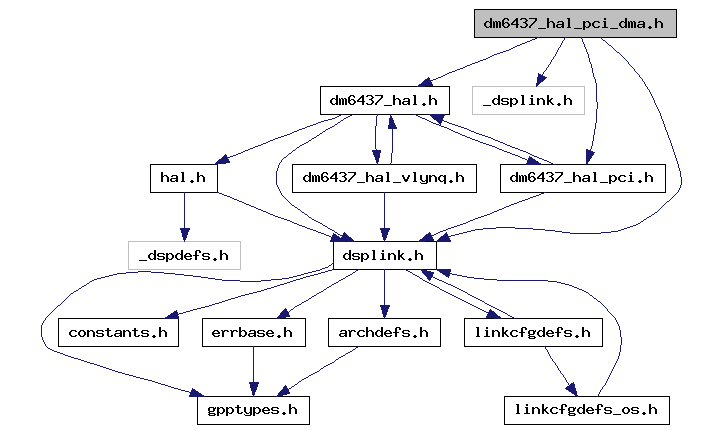 dm6437_hal_pci_dma.h
dm6437_hal.h
_dsplink.h
hal.h
dm6437_hal_vlynq.h
dm6437_hal_pci.h
_dspdefs.h
dsplink.h
constants.h
errbase.h
archdefs.h
linkcfgdefs.h
gpptypes.h
linkcfgdefs_os.h